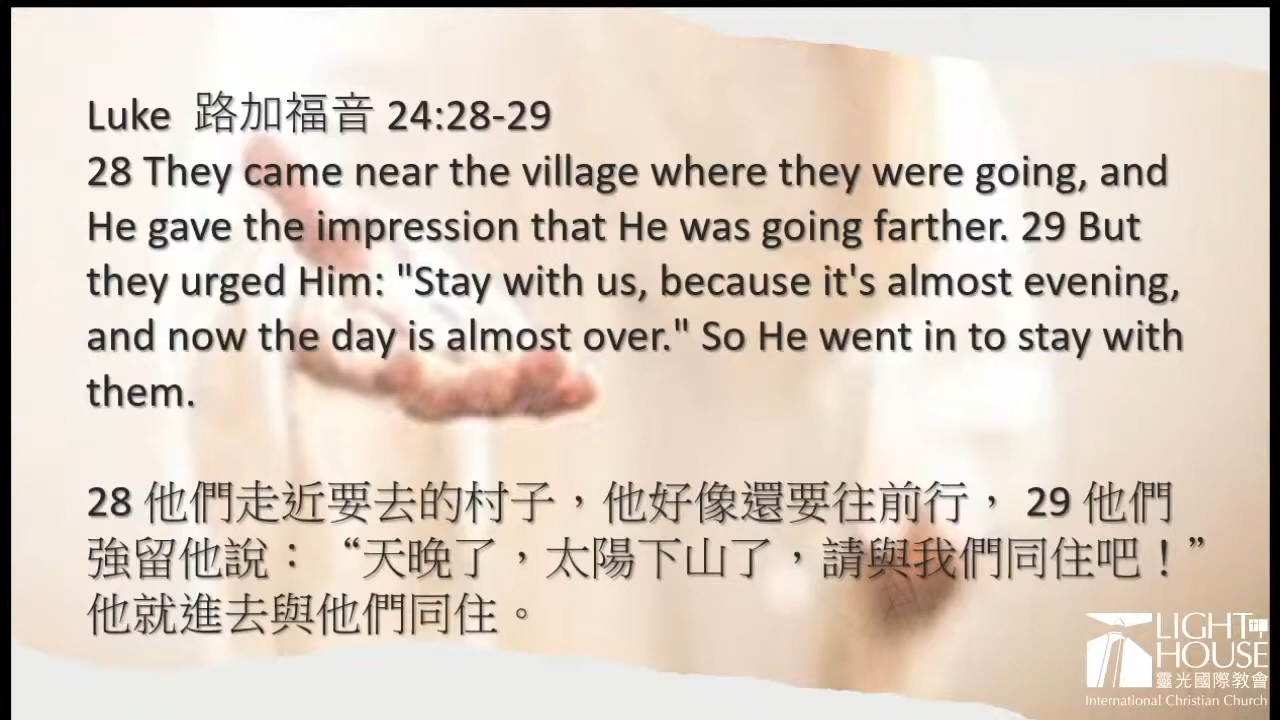 Luke 路加福音 24:28-29
28 They came near the village where they were going, and
He gave the impression that He was going farther. 29 But
they urged Him: "Stay with us, because it's almost evening,
and now the day is almost over." So He went in to stay with
them.
28 他們走近要去的村子，他好像還要往前行， 29 他們
強留他說： “天晚了，太陽下山了，請與我們同住吧！”
他就進去與他們同住。
LIGHT
HOUSE
靈光國際教會
International Christian Church